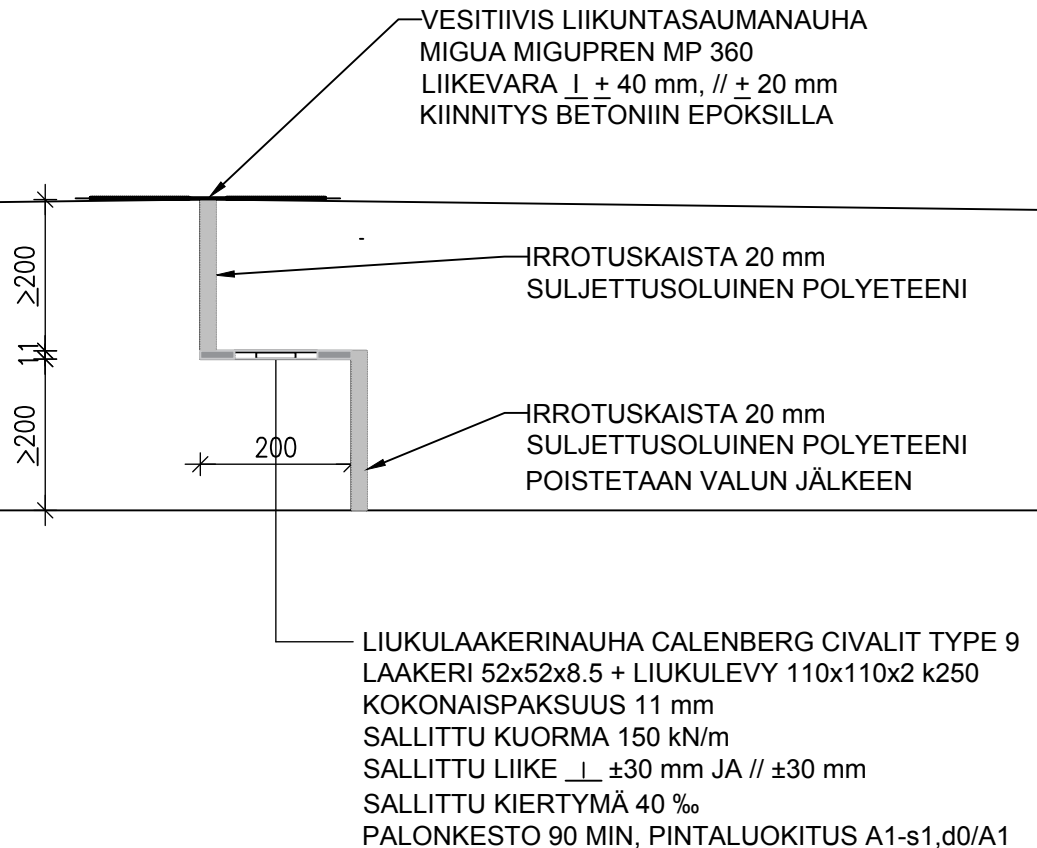 VESITIIVIS LIIKUNTASAUMANAUHA
MIGUA MIGUPREN MP 360
LIIKEVARA ⊥ ± 40 mm, // ± 20 mm
KIINNITYS BETONIIN EPOKSILLA
≥200
IRROTUSKAISTA 20 mm
SULJETTUSOLUINEN POLYETEENI
11
≥200
200
IRROTUSKAISTA 20 mm
SULJETTUSOLUINEN POLYETEENI
POISTETAAN VALUN JÄLKEEN
LIUKULAAKERINAUHA CALENBERG CIVALIT TYPE 9
LAAKERI 52x52x8.5 + LIUKULEVY 110x110x2 k250
KOKONAISPAKSUUS 11 mm
SALLITTU KUORMA 150 kN/m
SALLITTU LIIKE ⊥ ±30 mm JA // ±30 mm
SALLITTU KIERTYMÄ 40 ‰
PALONKESTO 90 MIN, PINTALUOKITUS A1-s1,d0/A1